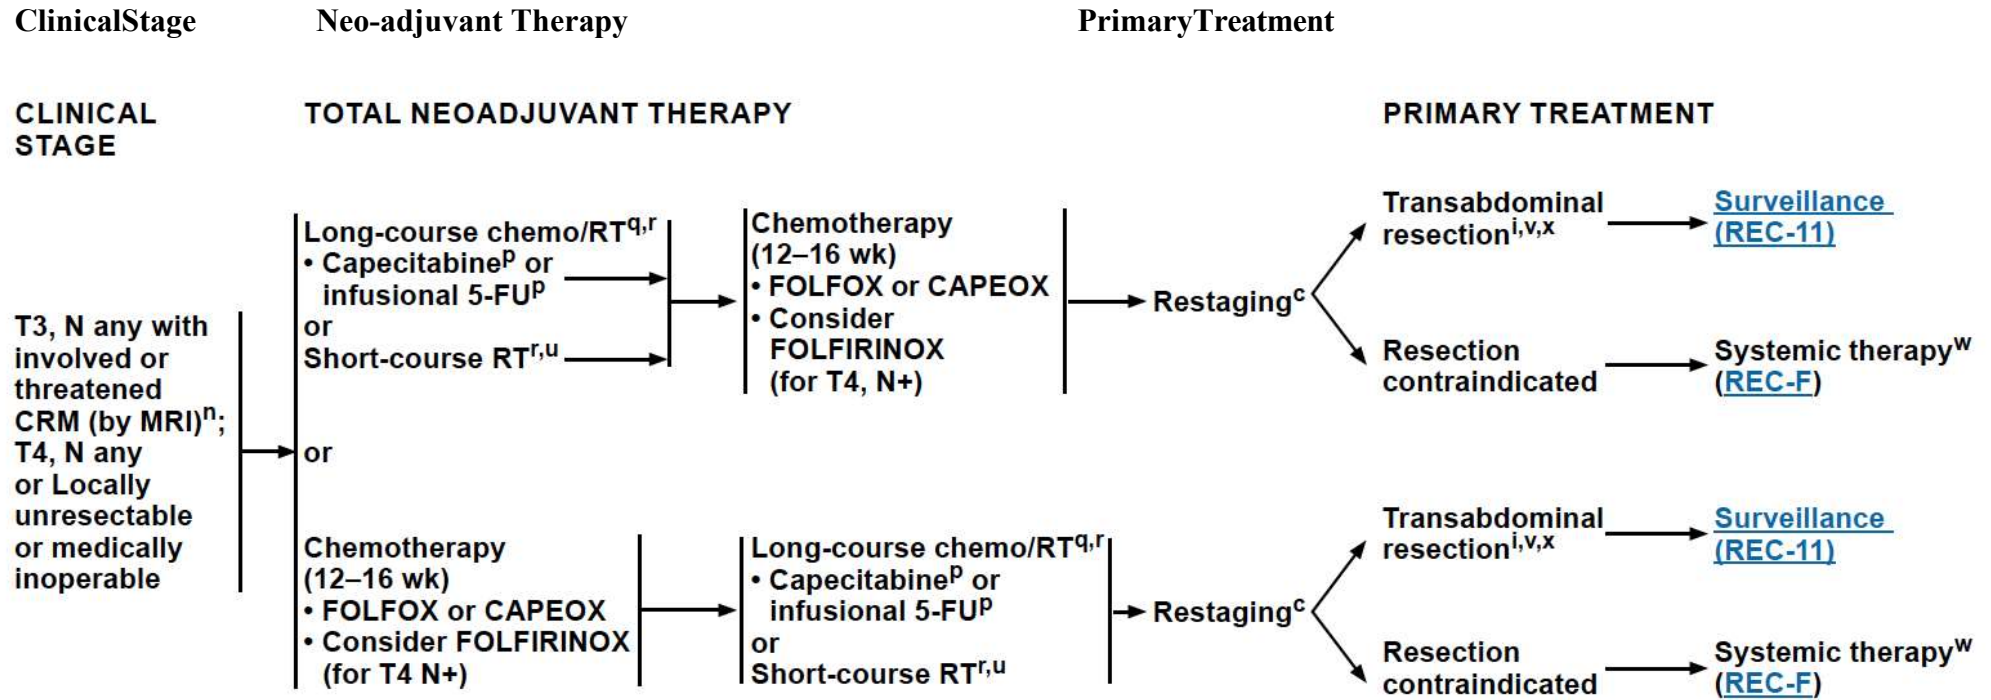 ClinicalStage
Neo-adjuvant Therapy
PrimaryTreatment
CLINICAL
STAGE
TOTAL NEOADJUVANT THERAPY
PRIMARY TREATMENT
T3, N any with
involved or
threatened
CRM (by MRI)n;
T4, N any
or Locally
unresectable
or medically
inoperable
Long-course chemo/RTq,r
• Capecitabinep or
infusional 5-FUp
or
Short-course RTr,u
Chemotherapy
(12–16 wk)
• FOLFOX or CAPEOX
• Consider
FOLFIRINOX
(for T4, N+)
Restagingc
Transabdominal
resectioni,v,x
Surveillance
(REC-11)
Resection
contraindicated
Systemic therapyw
(REC-F)
or
Chemotherapy
(12–16 wk)
• FOLFOX or CAPEOX
• Consider FOLFIRINOX
(for T4 N+)
Long-course chemo/RTq,r
• Capecitabinep or
infusional 5-FUp
or
Short-course RTr,u
Restagingc
Transabdominal
resectioni,v,x
Surveillance
(REC-11)
Resection
contraindicated
Systemic therapyw
(REC-F)